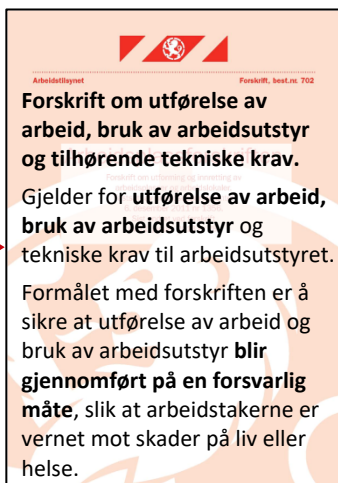 Arbeidstilsynet
Forskrift, best.nr. 702
Forskrift om utførelse av
arbeid, bruk av arbeidsutstyr
og tilhørende tekniske krav.
Gjelder for utførelse av arbeid,
bruk av arbeidsutstyr og
tekniske krav til arbeidsutstyret.
Formålet med forskriften er å
sikre at utførelse av arbeid og
bruk av arbeidsutstyr blir
gjennomført på en forsvarlig
måte, slik at arbeidstakerne er
vernet mot skader på liv eller
helse.